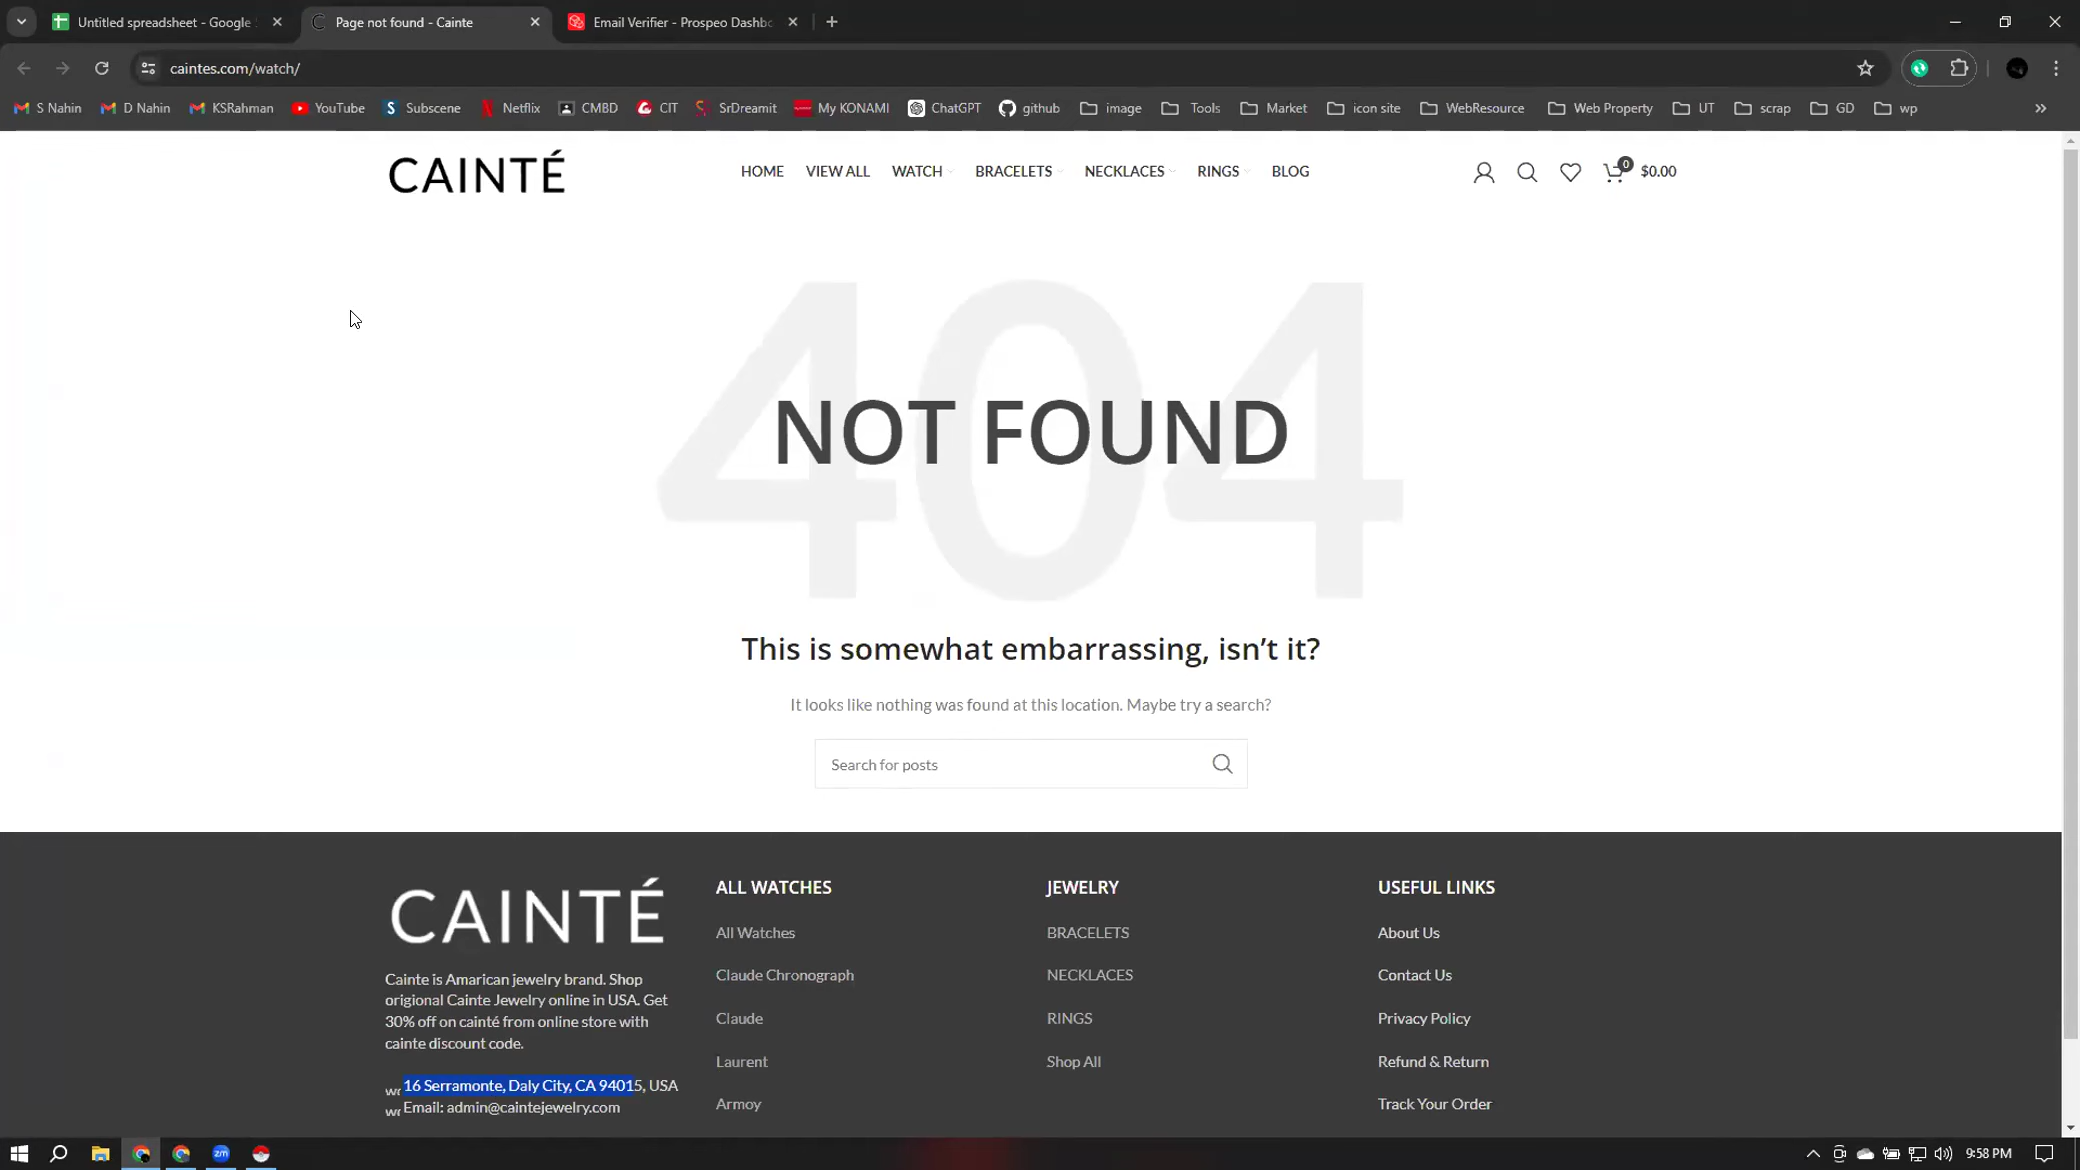 Untitled spreadsheet - Google
Page not found - Cainte
Email Verifier - Prospeo Dashbo
caintes.com/watch/
S Nahin
D Nahin
KSRahman
YouTube
Subscene
Netflix
CMBD
CIT
SrDreamit
My KONAMI
ChatGPT
github
image
Tools
Market
icon site
WebResource
Web Property
UT
scrap
GD
wp
CAINTÉ
HOME
VIEW ALL
WATCH
BRACELETS
NECKLACES
RINGS
BLOG
0
$0.00
404
NOT FOUND
This is somewhat embarrassing, isn’t it?
It looks like nothing was found at this location. Maybe try a search?
Search for posts
CAINTÉ
Cainte is Amarican jewelry brand. Shop
origional Cainte Jewelry online in USA. Get
30% off on cainté from online store with
cainte discount code.
16 Serramonte, Daly City, CA 94015, USA
Email: admin@caintejewelry.com
ALL WATCHES
All Watches
Claude Chronograph
Claude
Laurent
Armoy
JEWELRY
BRACELETS
NECKLACES
RINGS
Shop All
USEFUL LINKS
About Us
Contact Us
Privacy Policy
Refund & Return
Track Your Order
zm
9:58 PM